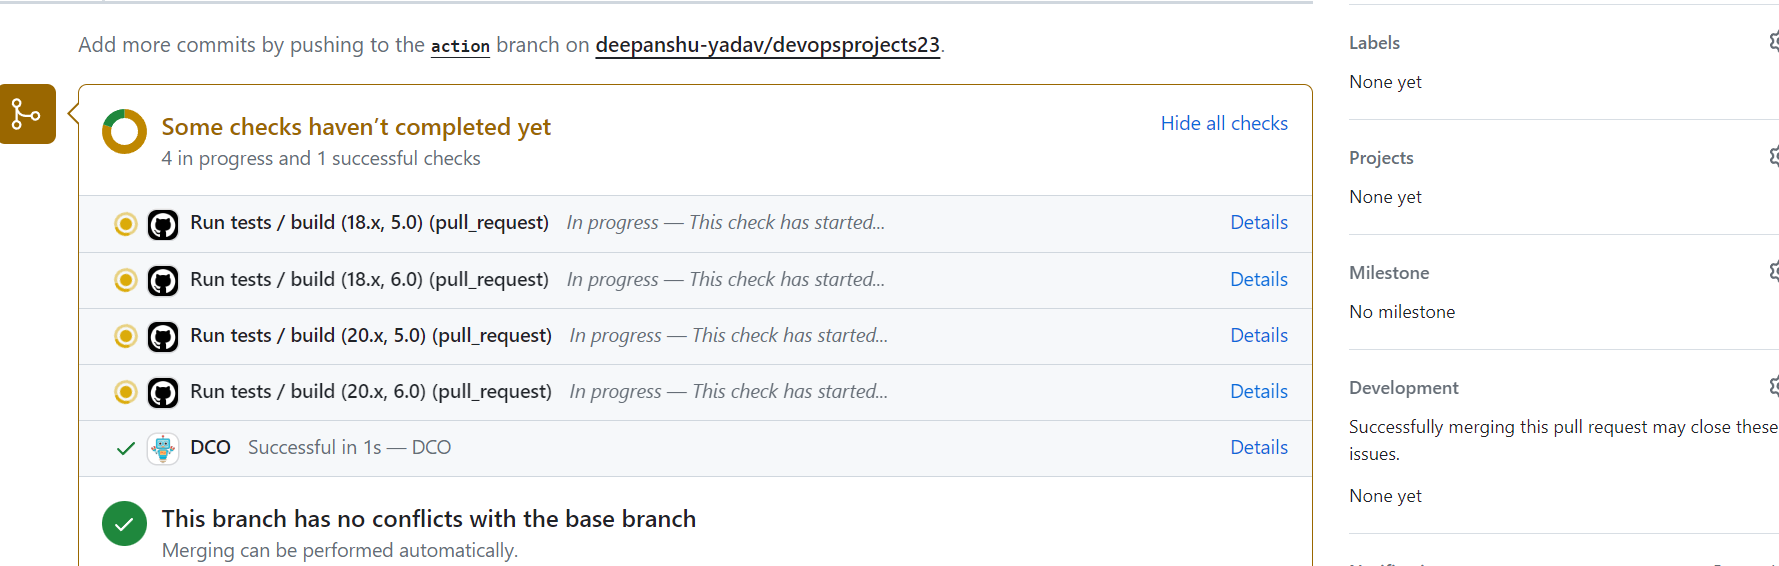 Add more commits by pushing to the action branch on deepanshu-yadav/devopsprojects23.
Some checks haven’t completed yet
4 in progress and 1 successful checks
Hide all checks
Run tests / build (18.x, 5.0) (pull_request) In progress — This check has started... Details
Run tests / build (18.x, 6.0) (pull_request) In progress — This check has started... Details
Run tests / build (20.x, 5.0) (pull_request) In progress — This check has started... Details
Run tests / build (20.x, 6.0) (pull_request) In progress — This check has started... Details
DCO Successful in 1s — DCO Details
This branch has no conflicts with the base branch
Merging can be performed automatically.
Labels
None yet
Projects
None yet
Milestone
No milestone
Development
Successfully merging this pull request may close these
issues.
None yet